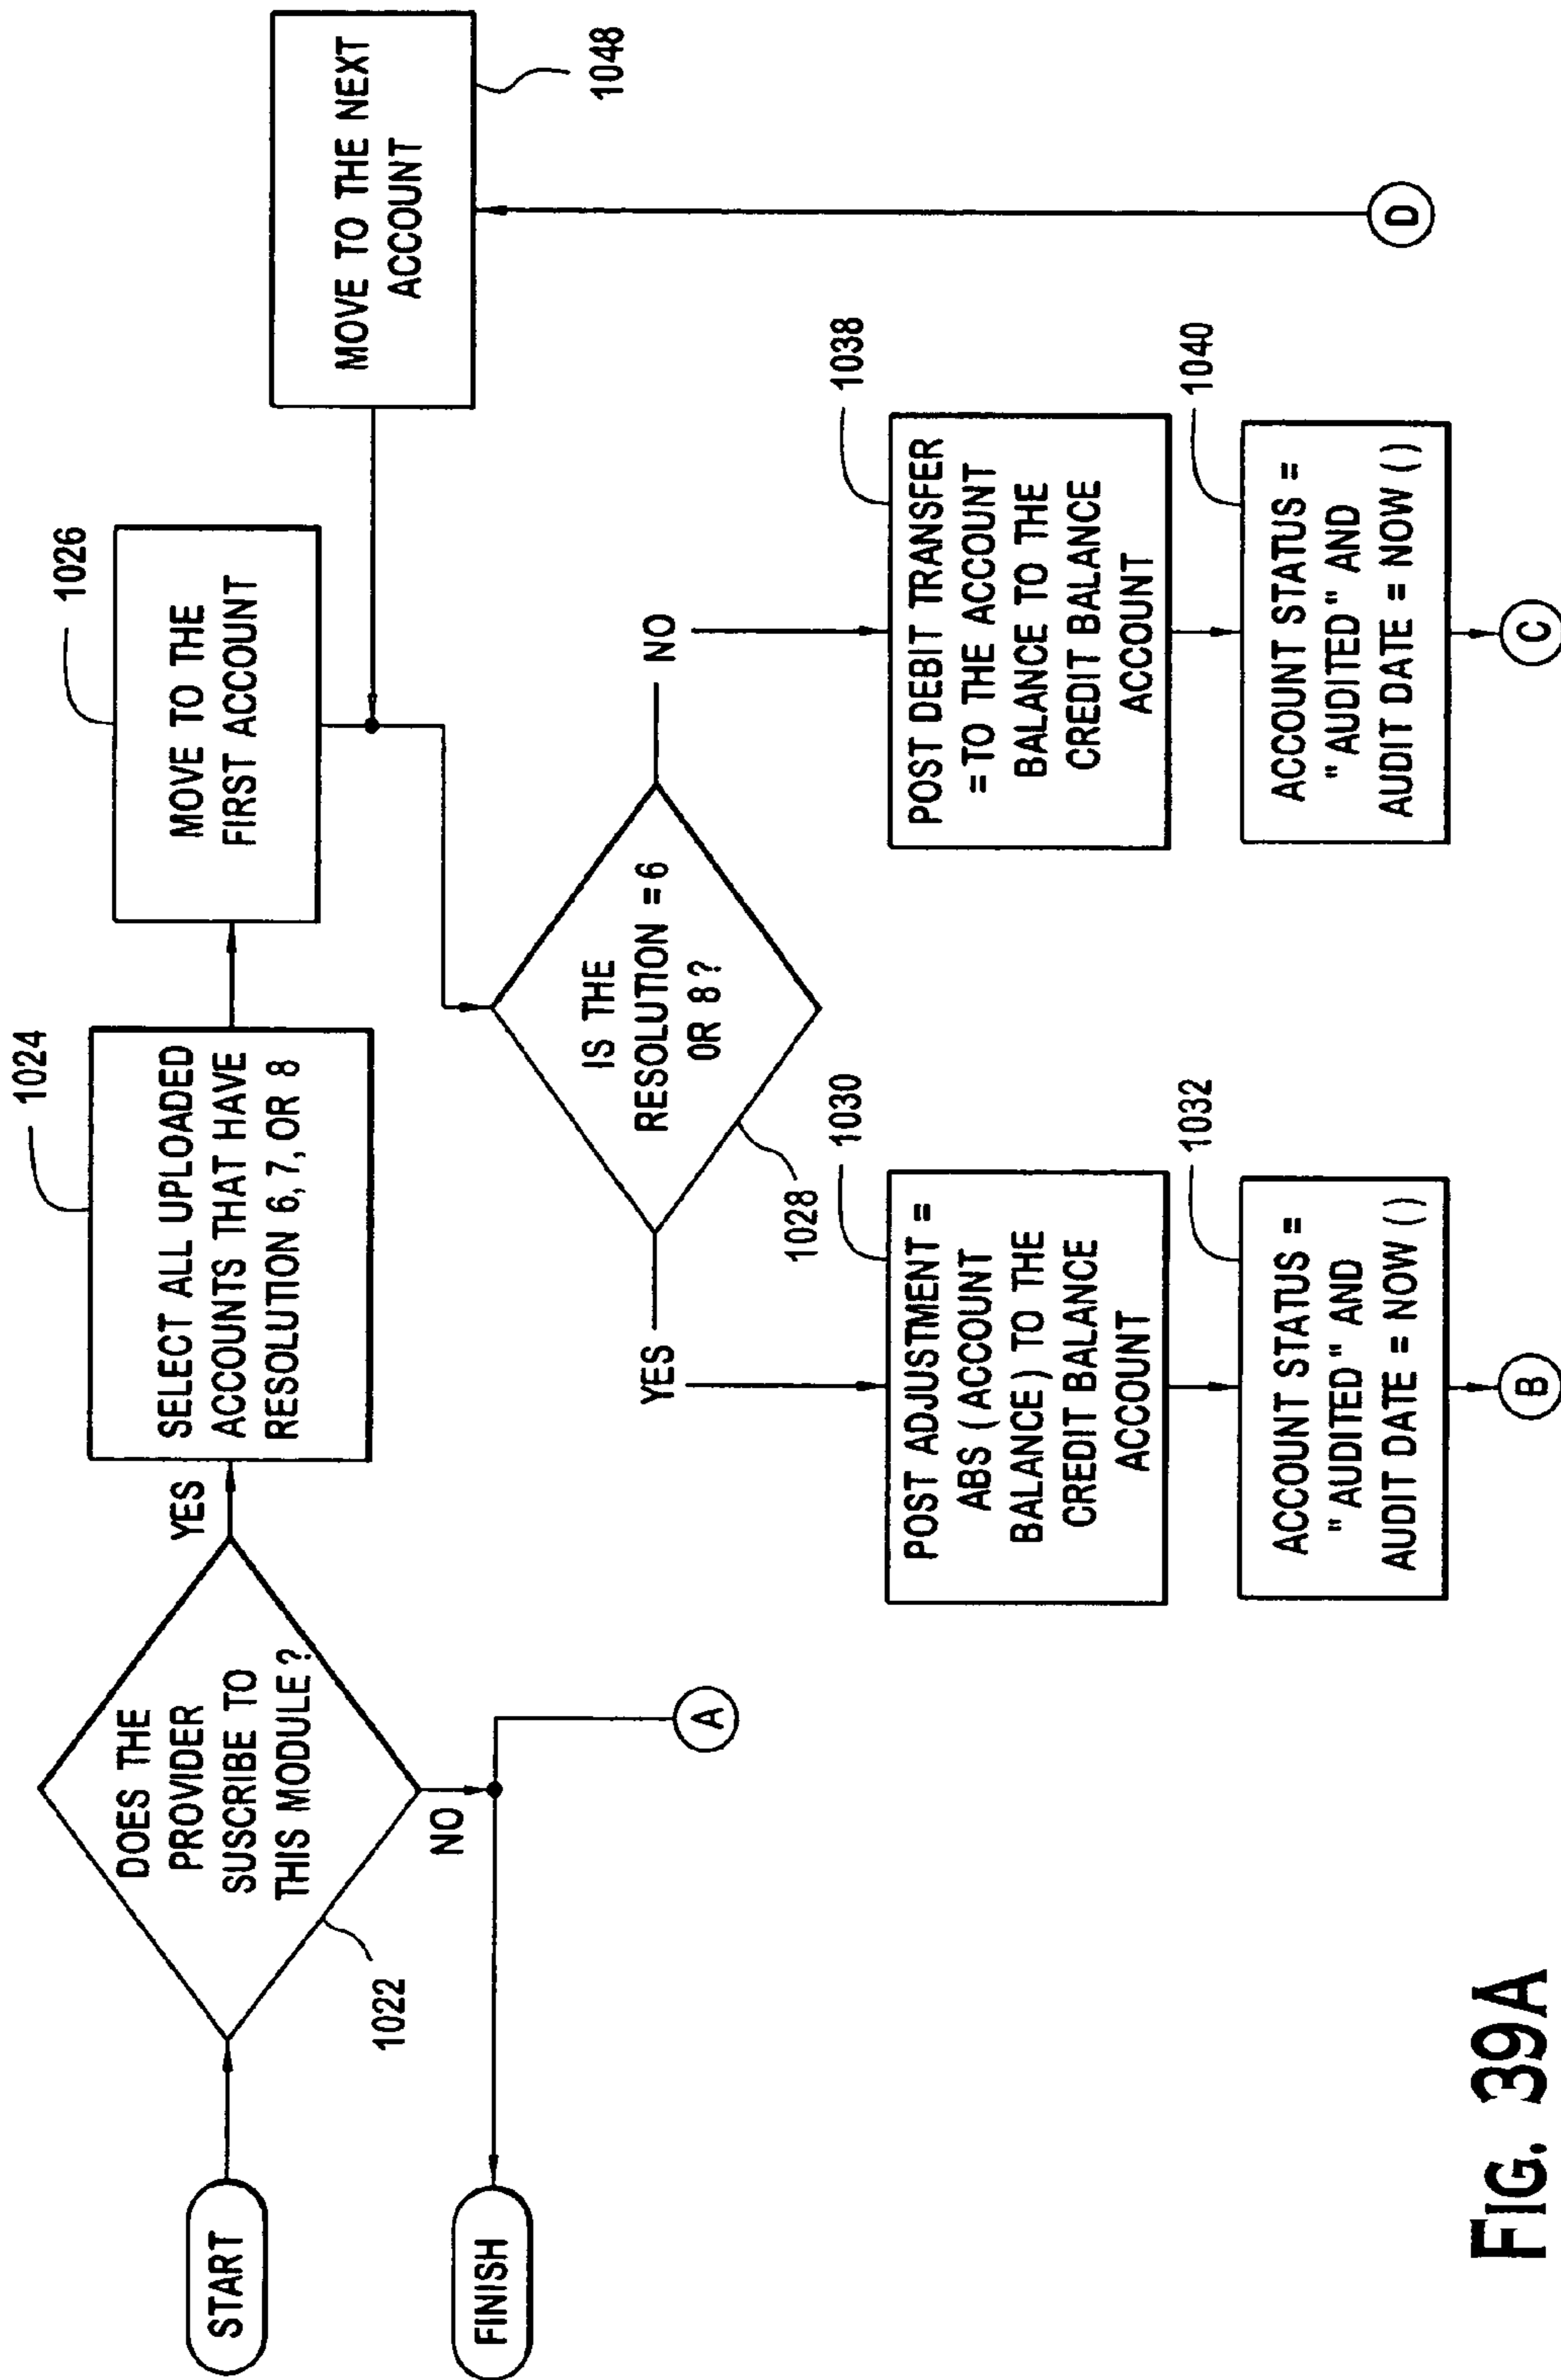 START
DOES THE
PROVIDER
SUSCRIBE TO
THIS MODULE?
1022
YES
NO
FINISH
A
SELECT ALL UPLOADED
ACCOUNTS THAT HAVE
RESOLUTION 6, 7, OR 8
1024
MOVE TO THE
FIRST ACCOUNT
1026
MOVE TO THE NEXT
ACCOUNT
1048
D
IS THE
RESOLUTION = 6
OR 8?
1028
YES
NO
POST ADJUSTMENT =
ABS (ACCOUNT
BALANCE) TO THE
CREDIT BALANCE
ACCOUNT
1030
ACCOUNT STATUS =
"AUDITED" AND
AUDIT DATE = NOW ()
1032
B
POST DEBIT TRANSFER
= TO THE ACCOUNT
BALANCE TO THE
CREDIT BALANCE
ACCOUNT
1038
ACCOUNT STATUS =
"AUDITED" AND
AUDIT DATE = NOW ()
1040
C
FIG. 39A